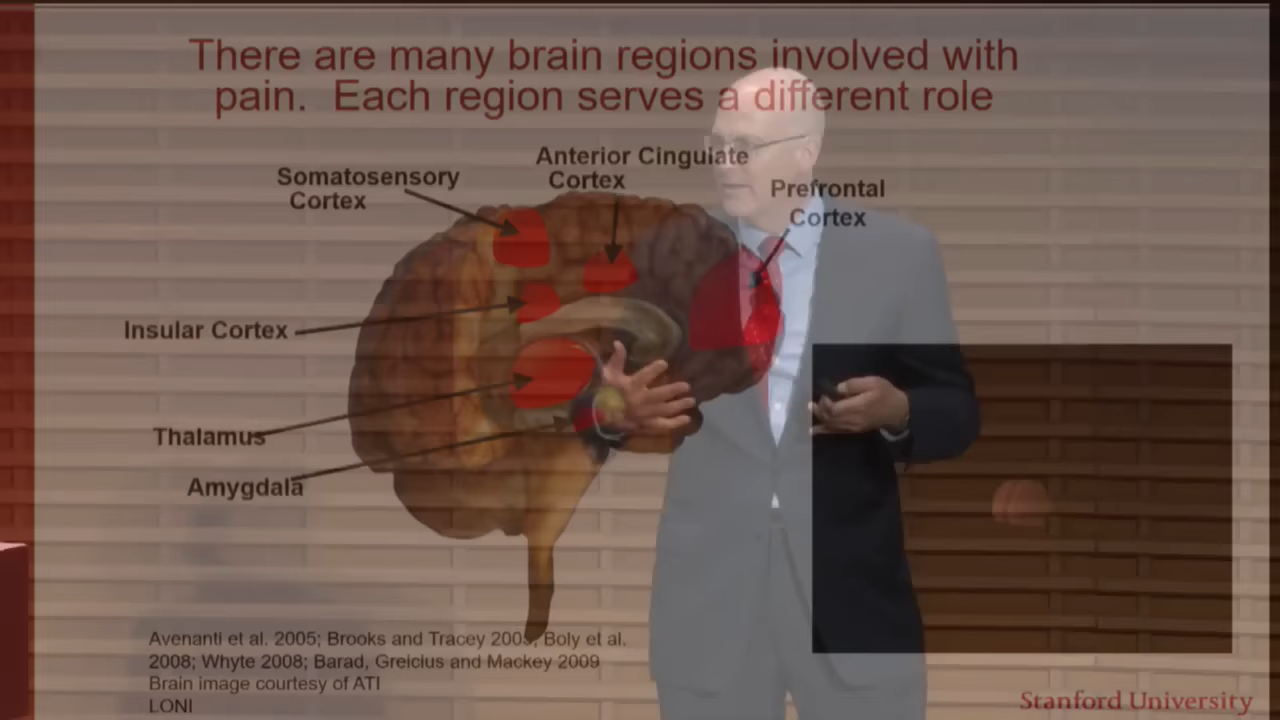 There are many brain regions involved with
pain. Each region serves a different role
Anterior Cingulate
Cortex
Somatosensory
Cortex
Prefrontal
Cortex
Insular Cortex
Thalamus
Amygdala
Avenanti et al. 2005; Brooks and Tracey 2005; Boly et al.
2008; Whyte 2008; Barad, Greicius and Mackey 2009
Brain image courtesy of ATI
LONI
Stanford University